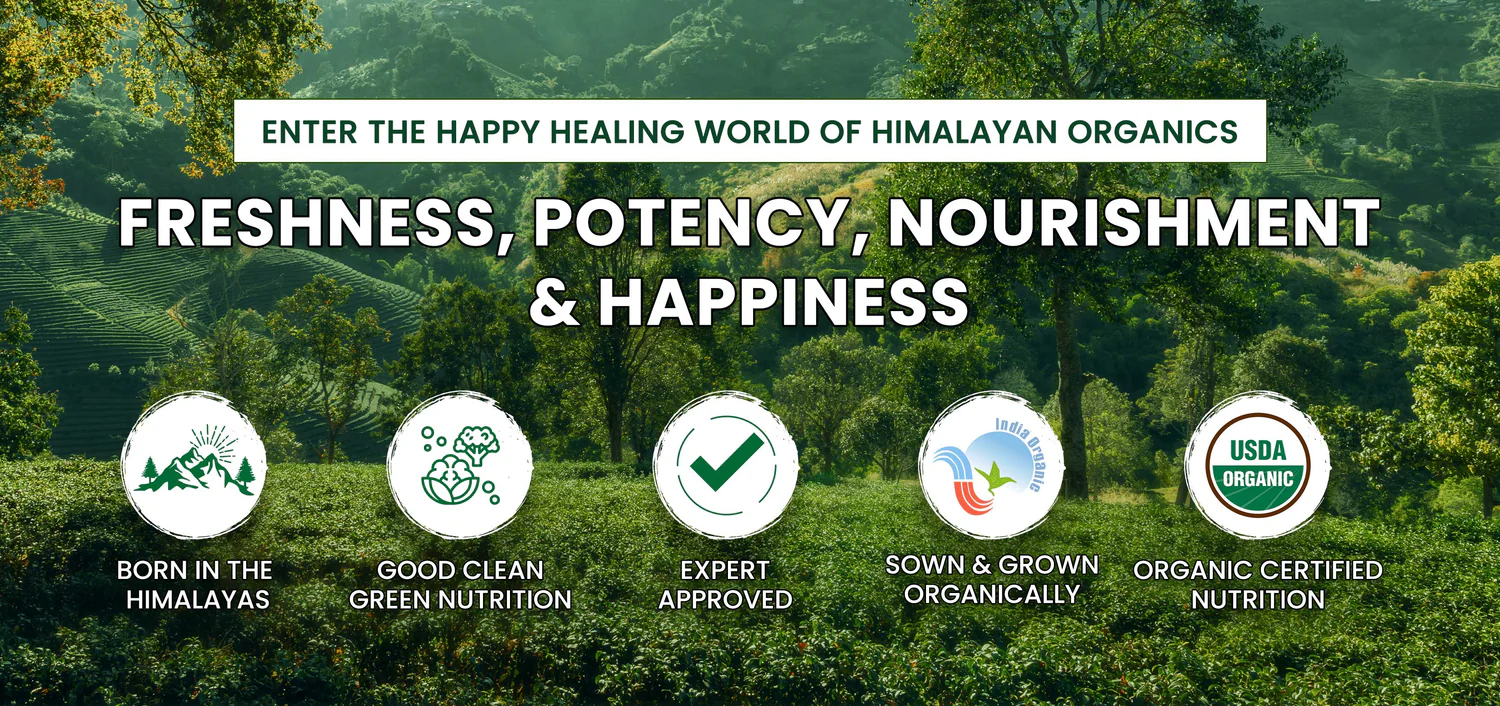 ENTER THE HAPPY HEALING WORLD OF HIMALAYAN ORGANICS
FRESHNESS, POTENCY, NOURISHMENT
& HAPPINESS
India Organic
USDA
ORGANIC
BORN IN THE
HIMALAYAS
GOOD CLEAN
GREEN NUTRITION
EXPERT
APPROVED
SOWN & GROWN
ORGANICALLY
ORGANIC CERTIFIED
NUTRITION